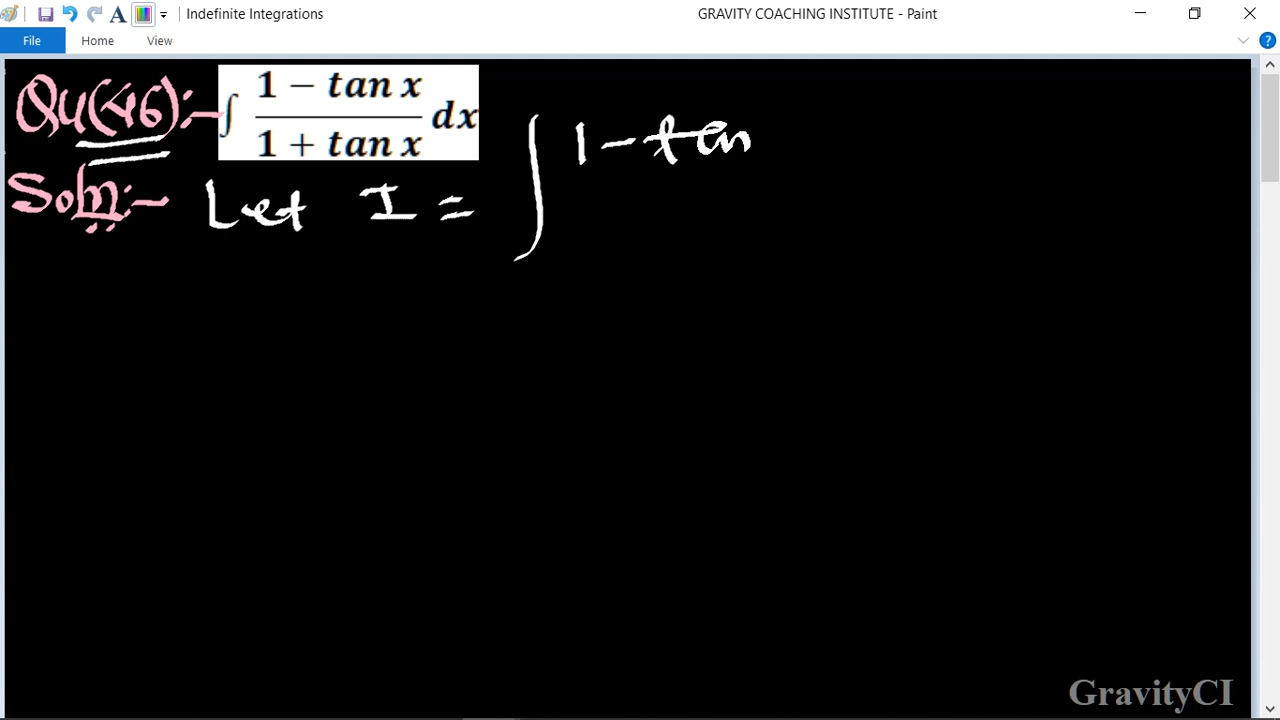 Indefinite Integrations GRAVITY COACHING INSTITUTE - Paint
File Home View
Qu(46):- ∫ (1 − tan x)/(1 + tan x) dx
Soln:- Let I = ∫ 1 - tan
GravityCI